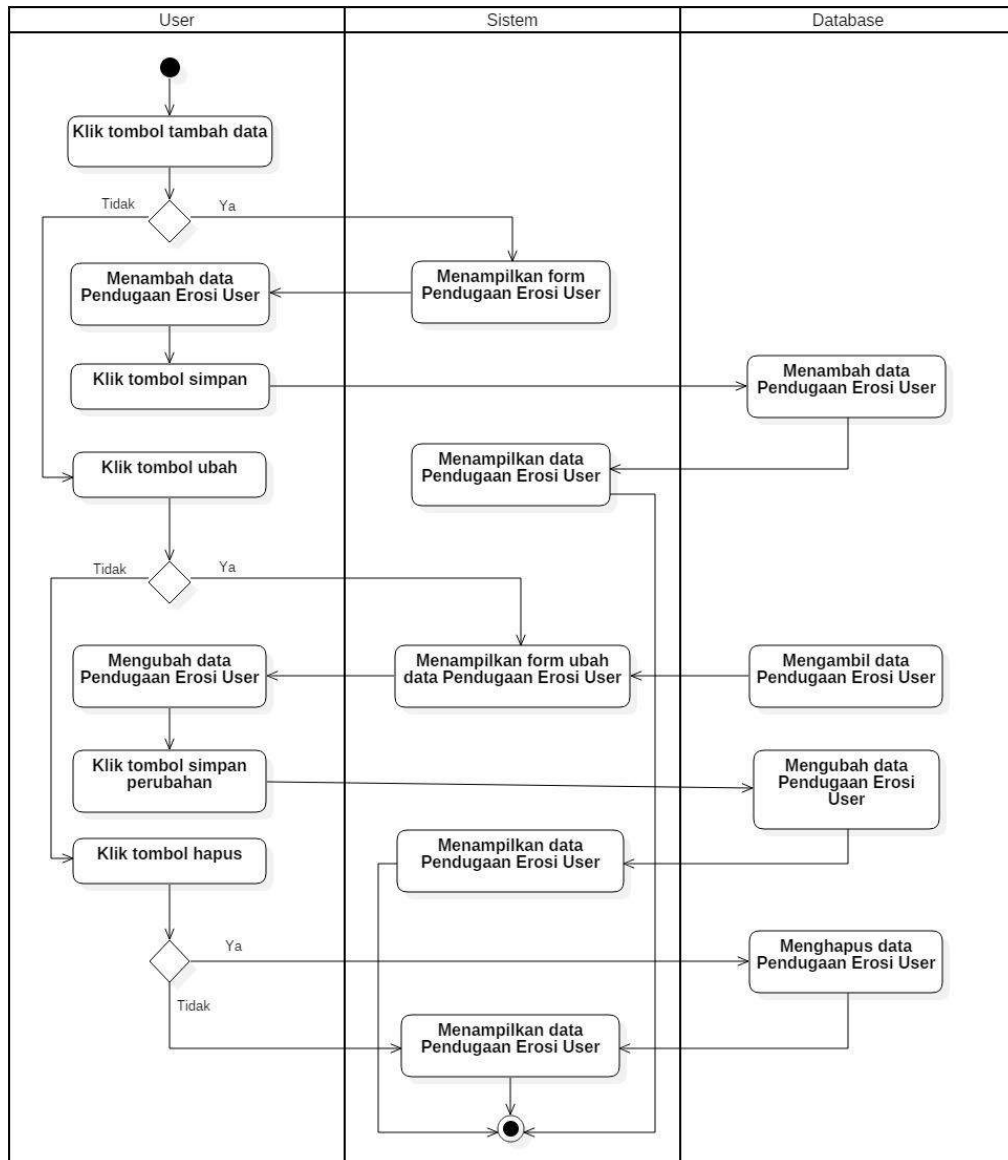 User
Sistem
Database
Klik tombol tambah data
Tidak
Ya
Menambah data
Pendugaan Erosi User
Menampilkan form
Pendugaan Erosi User
Klik tombol simpan
Menambah data
Pendugaan Erosi User
Klik tombol ubah
Menampilkan data
Pendugaan Erosi User
Tidak
Ya
Mengubah data
Pendugaan Erosi User
Menampilkan form ubah
data Pendugaan Erosi User
Mengambil data
Pendugaan Erosi User
Klik tombol simpan
perubahan
Mengubah data
Pendugaan Erosi
User
Klik tombol hapus
Menampilkan data
Pendugaan Erosi User
Ya
Menghapus data
Pendugaan Erosi User
Tidak
Menampilkan data
Pendugaan Erosi User